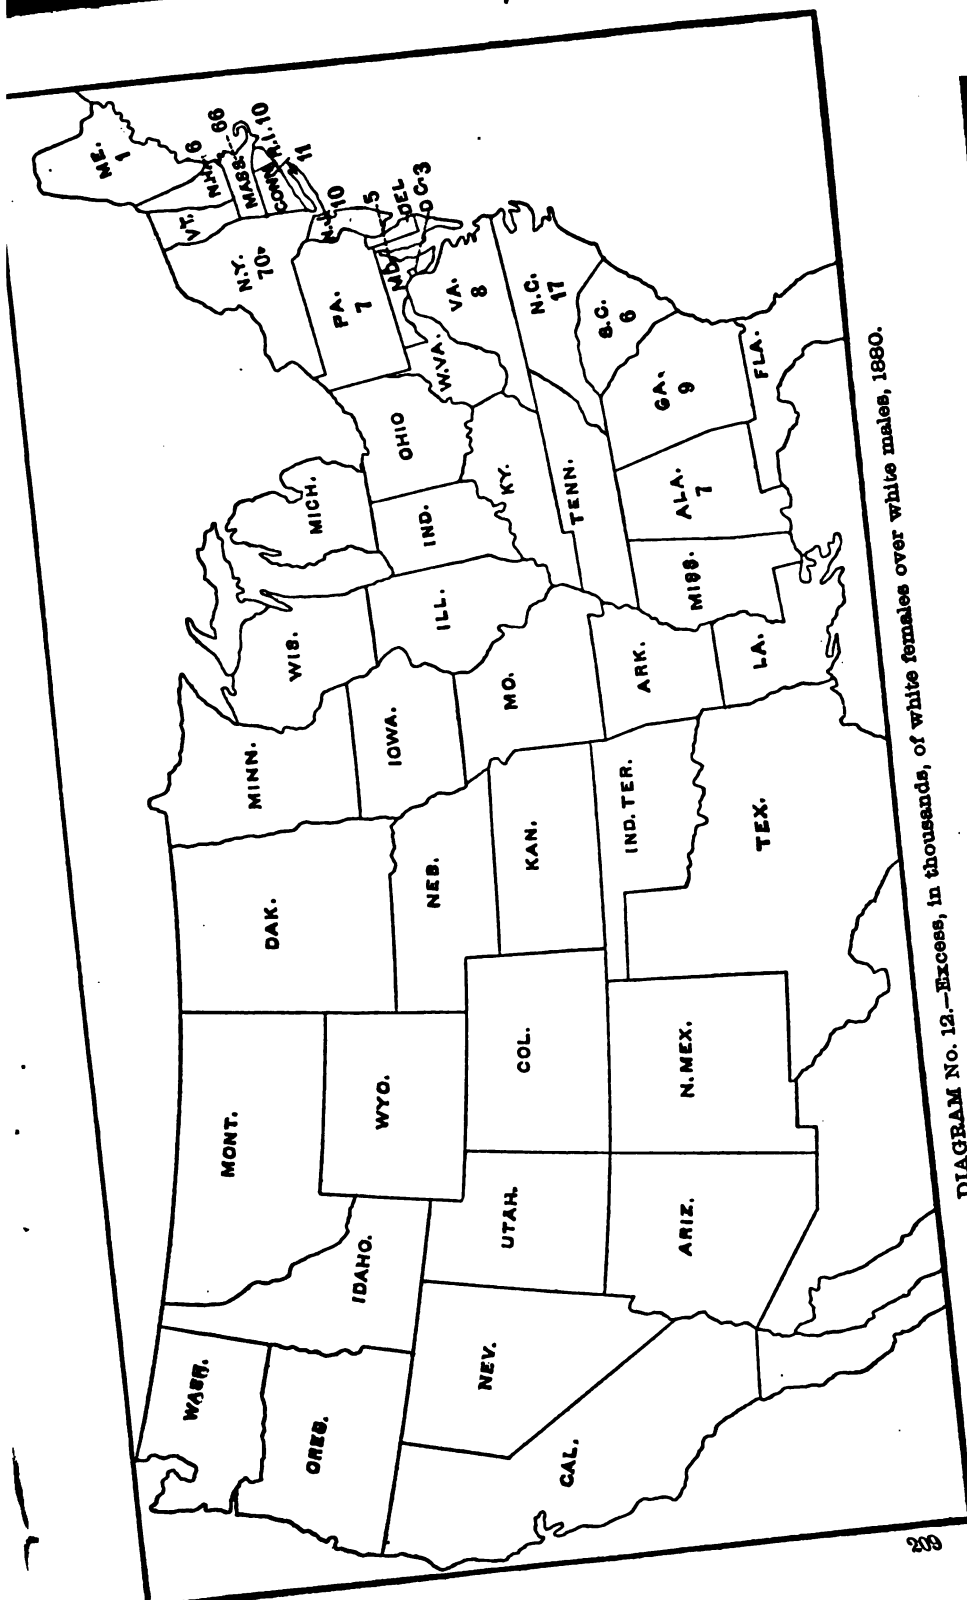 ME.
1
N.H. 6
VT.
66
MASS.
R.I. 10
CONN.
11
N.Y.
70
N.J. 10
PA.
7
5
MD.
DEL
D C-3
W.VA.
VA.
8
N.C.
17
S.C.
6
GA.
9
FLA.
ALA.
7
MISS.
TENN.
KY.
OHIO
IND.
MICH.
ILL.
WIS.
MINN.
IOWA.
MO.
ARK.
LA.
DAK.
NEB.
KAN.
IND. TER.
TEX.
MONT.
WYO.
COL.
N.MEX.
IDAHO.
UTAH.
ARIZ.
WASH.
OREG.
NEV.
CAL.
DIAGRAM No. 12.—Excess, in thousands, of white females over white males, 1880.
209